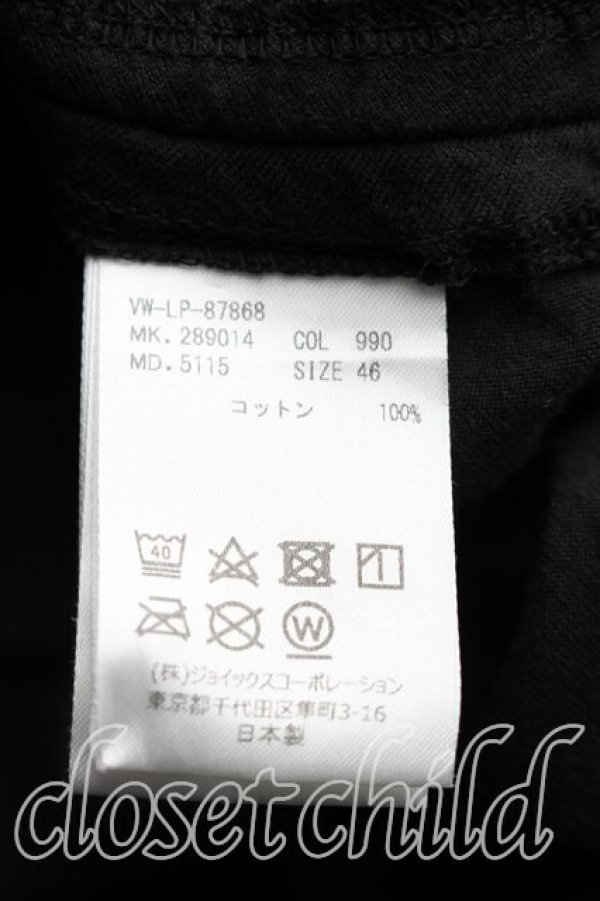 VW-LP-87868
MK.289014 COL 990
MD.5115 SIZE 46
コットン 100%
40
W
(株)ジョイックスコーポレーション
東京都千代田区隼町3-16
日本製
closet child